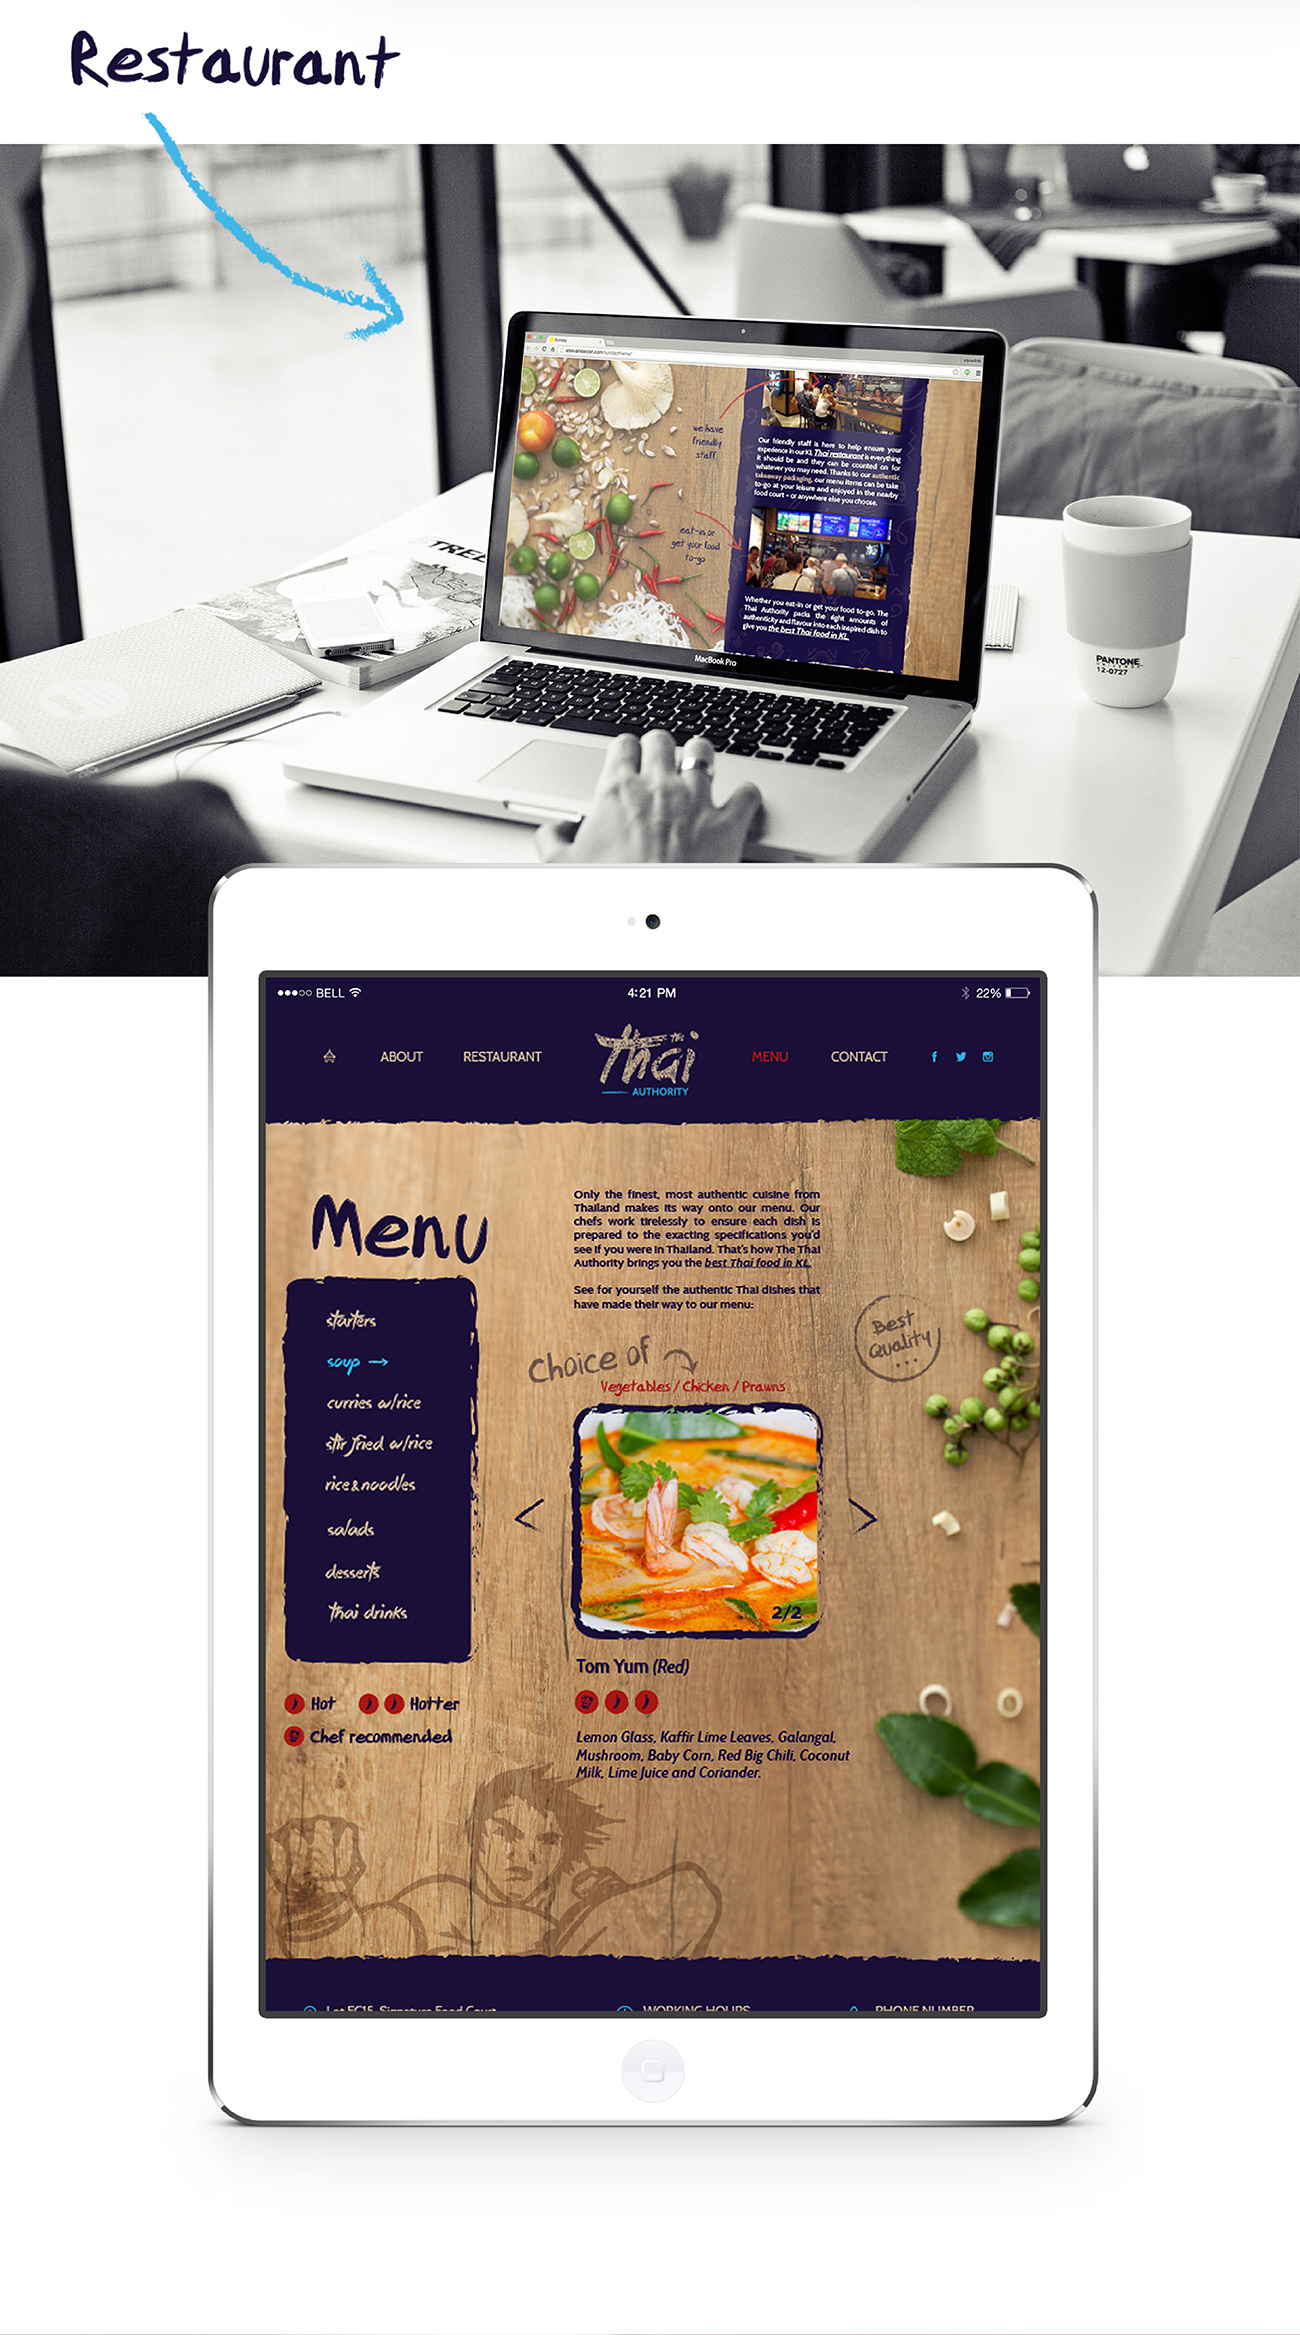 Restaurant
we have
friendly
staff
Our friendly staff is here to help ensure your
experience in our KL Thai restaurant is everything
it should be and they can be counted on for
whatever you may need. Thanks to our authentic
takeaway packaging, our menu items can be take
to-go at your leisure and enjoyed in the nearby
food court - or anywhere else you choose.
eat-in or
get your food
to-go
Whether you eat-in or get your food to-go. The
Thai Authority packs the right amounts of
authenticity and flavour into each inspired dish to
give you the best Thai food in KL.
MacBook Pro
STREE
PANTONE
UNIVERSE
12-0727
BELL
4:21 PM
22%
ABOUT
RESTAURANT
The
Thai
AUTHORITY
MENU
CONTACT
Menu
Only the finest, most authentic cuisine from
Thailand makes its way onto our menu. Our
chefs work tirelessly to ensure each dish is
prepared to the exacting specifications you'd
see if you were in Thailand. That's how The Thai
Authority brings you the best Thai food in KL.
See for yourself the authentic Thai dishes that
have made their way to our menu:
starters
soup →
curries w/rice
stir fried w/rice
rice & noodles
salads
desserts
thai drinks
Best
Quality
...
Choice of
Vegetables / Chicken / Prawns
2/2
Tom Yum (Red)
Hot
Hotter
Chef recommended
Lemon Glass, Kaffir Lime Leaves, Galangal,
Mushroom, Baby Corn, Red Big Chili, Coconut
Milk, Lime Juice and Coriander.
Lot FC15, Signature Food Court
WORKING HOURS
PHONE NUMBER